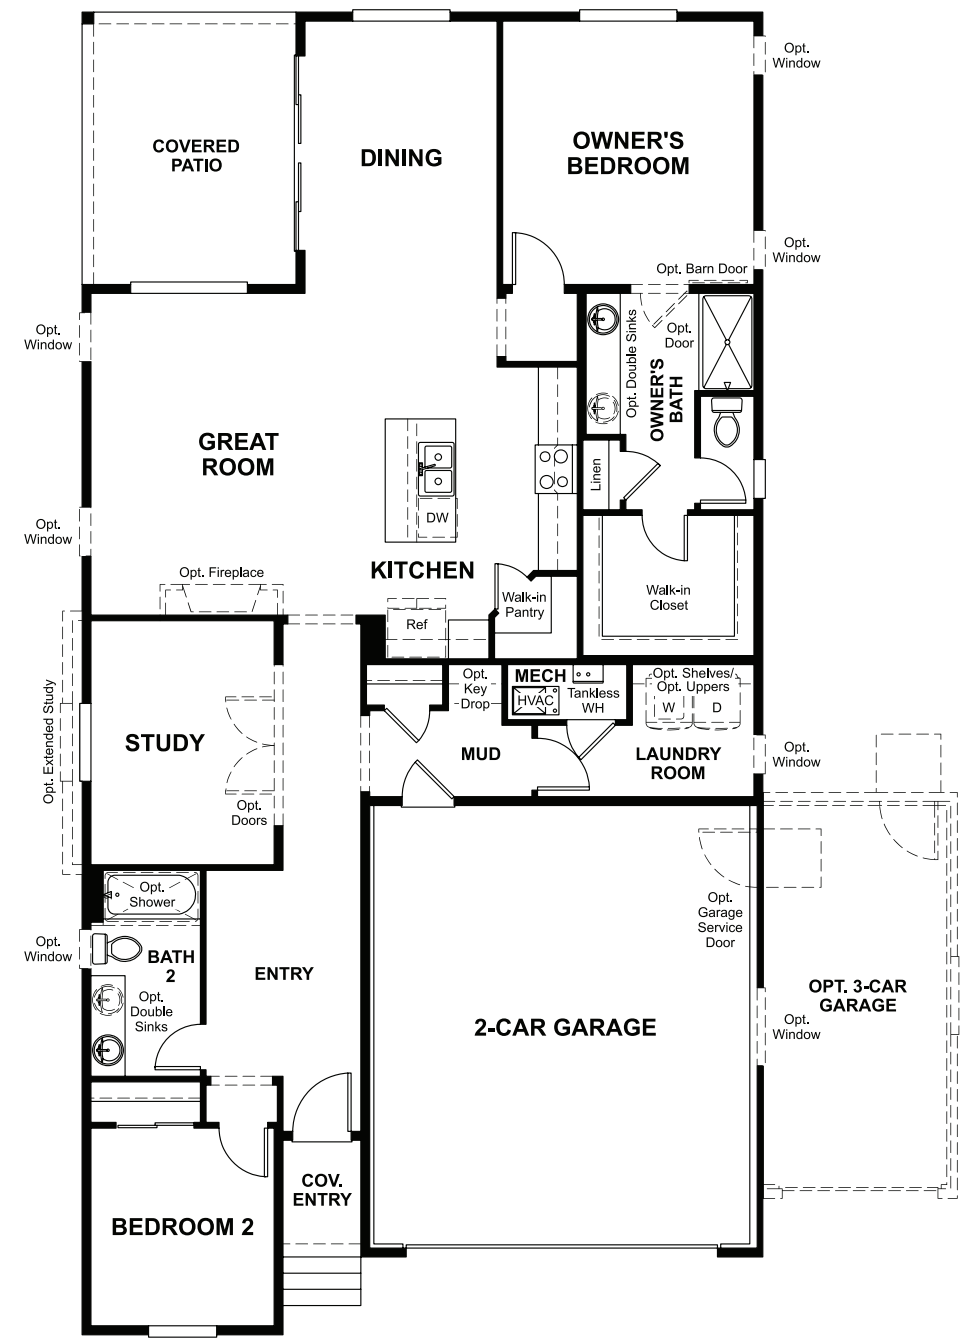 Opt.
Window
COVERED
PATIO
DINING
OWNER'S
BEDROOM
Opt.
Window
Opt. Barn Door
Opt.
Window
Opt. Double Sinks
Opt.
Door
OWNER'S
BATH
GREAT
ROOM
Linen
DW
Opt.
Window
Opt. Fireplace
KITCHEN
Walk-in
Pantry
Walk-in
Closet
Ref
Opt.
Key
Drop
MECH
HVAC
Tankless
WH
Opt. Shelves/
Opt. Uppers
W
D
Opt. Extended Study
STUDY
MUD
LAUNDRY
ROOM
Opt.
Window
Opt.
Doors
Opt.
Shower
Opt.
Garage
Service
Door
Opt.
Window
BATH
2
ENTRY
Opt.
Double
Sinks
2-CAR GARAGE
OPT. 3-CAR
GARAGE
Opt.
Window
COV.
ENTRY
BEDROOM 2